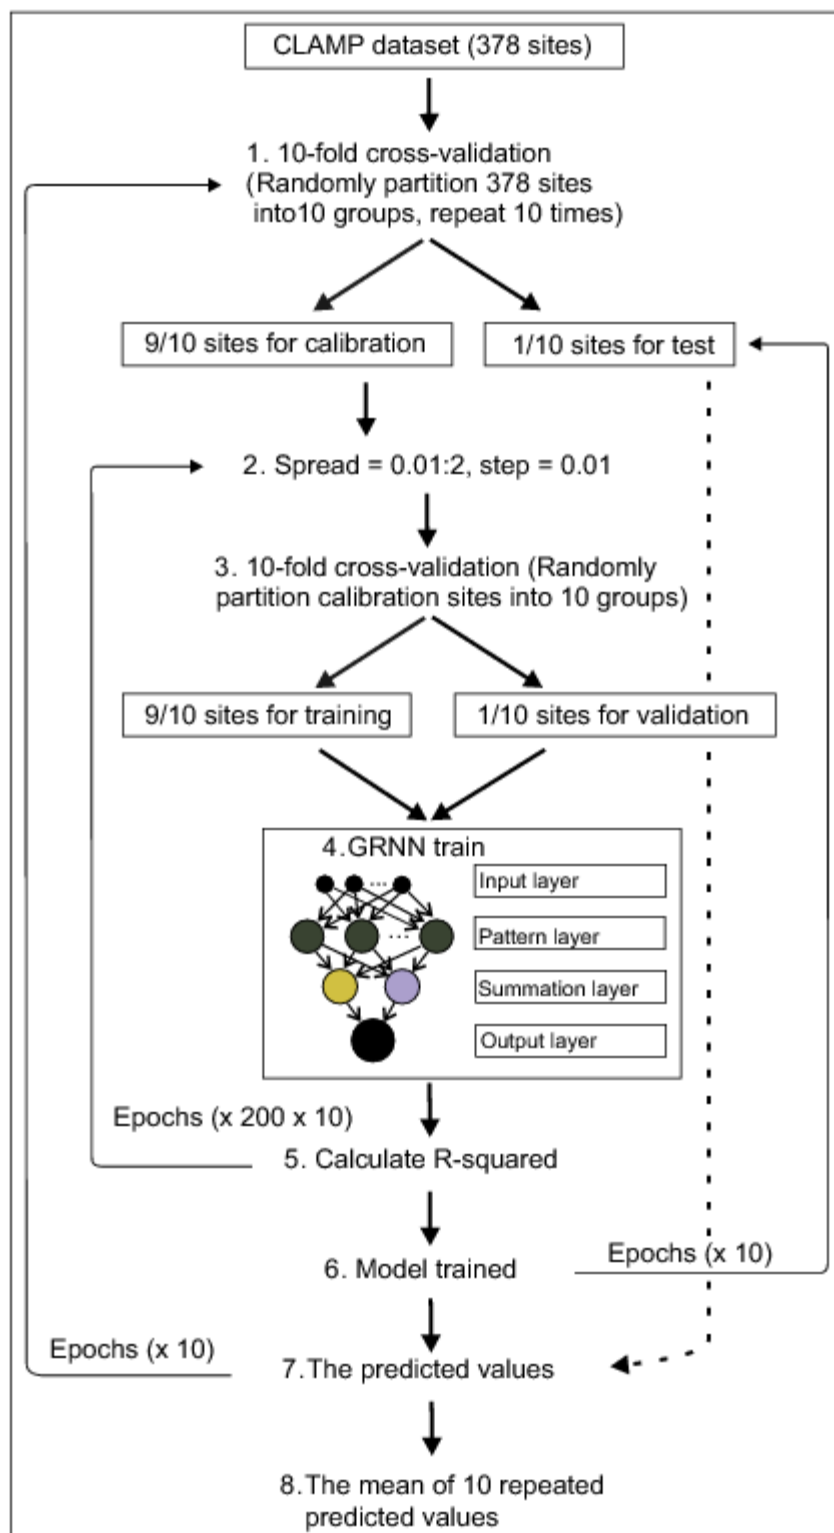 CLAMP dataset (378 sites)
1. 10-fold cross-validation
(Randomly partition 378 sites
into10 groups, repeat 10 times)
9/10 sites for calibration
1/10 sites for test
2. Spread = 0.01:2, step = 0.01
3. 10-fold cross-validation (Randomly
partition calibration sites into 10 groups)
9/10 sites for training
1/10 sites for validation
4.GRNN train
...
Input layer
...
Pattern layer
Summation layer
Output layer
Epochs (x 200 x 10)
5. Calculate R-squared
6. Model trained
Epochs (x 10)
Epochs (x 10)
7.The predicted values
8.The mean of 10 repeated
predicted values